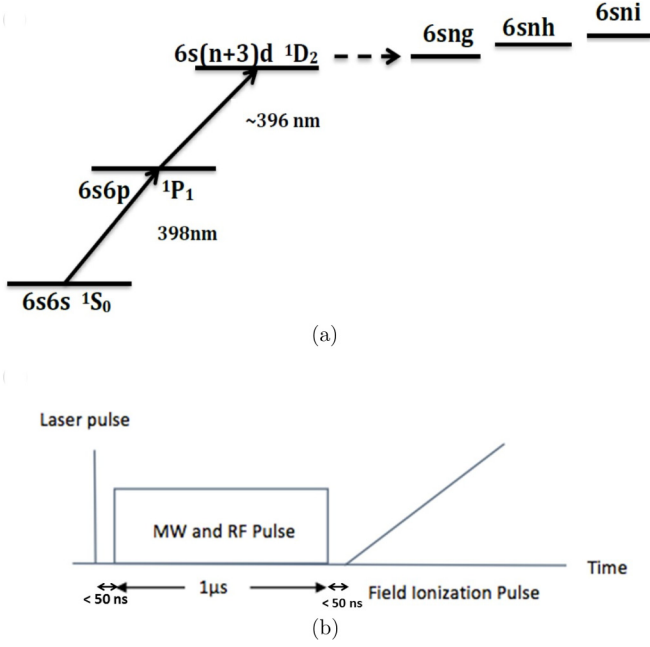 6sni
6snh
6sng
6s(n+3)d ¹D₂
~396 nm
6s6p ¹P₁
398nm
6s6s ¹S₀
(a)
Laser pulse
MW and RF Pulse
Time
1µs
< 50 ns
< 50 ns
Field Ionization Pulse
(b)